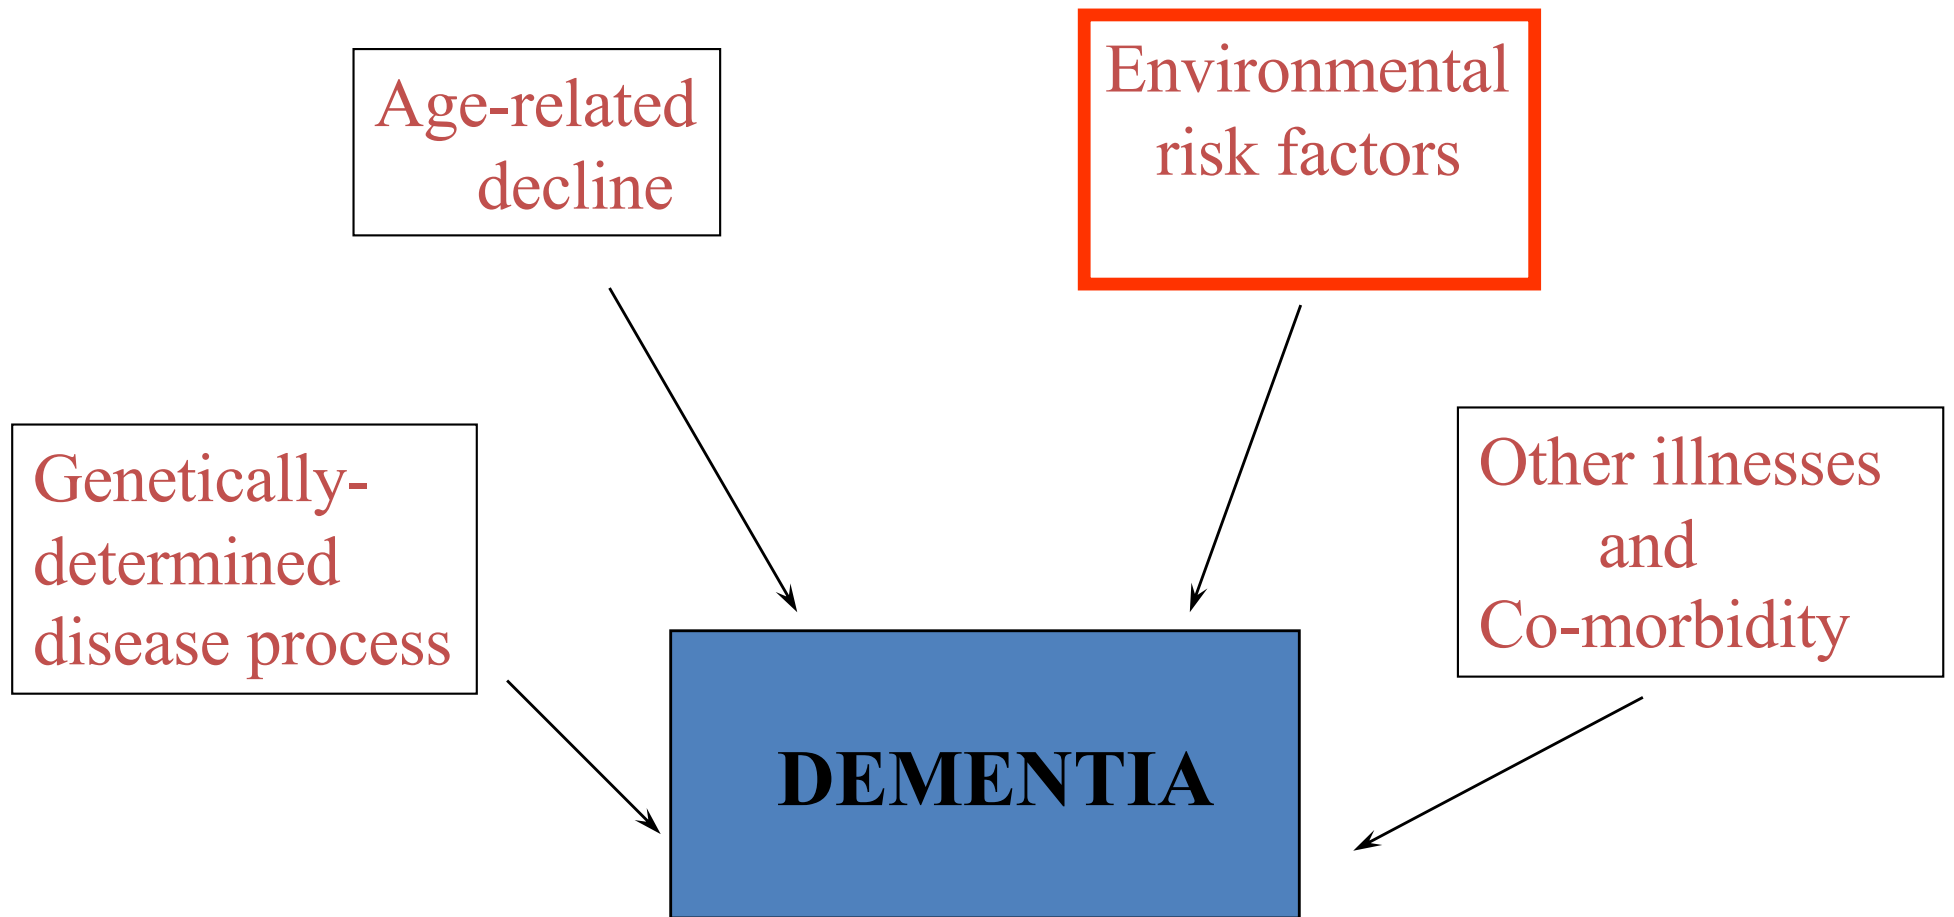 Age-related
decline
Environmental
risk factors
Genetically-
determined
disease process
Other illnesses
and
Co-morbidity
DEMENTIA